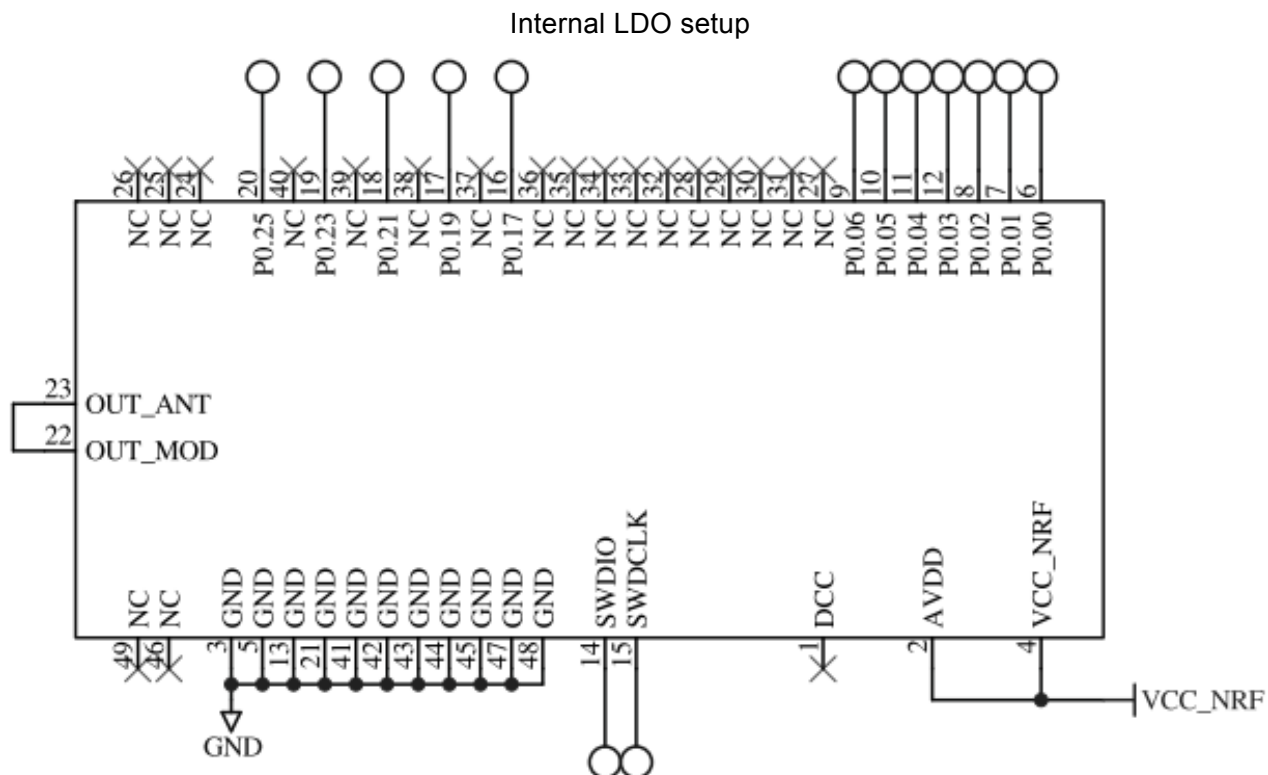 Internal LDO setup
26 25 24 20 40 19 39 18 38 17 37 16 36 35 34 33 32 28 29 30 31 27 9 10 11 12 8 7 6
NC NC NC P0.25 NC P0.23 NC P0.21 NC P0.19 NC P0.17 NC NC NC NC NC NC NC NC NC NC P0.06 P0.05 P0.04 P0.03 P0.02 P0.01 P0.00
23 OUT_ANT
22 OUT_MOD
NC NC GND GND GND GND GND GND GND GND GND GND GND SWDIO SWDCLK DCC AVDD VCC_NRF
49 46 3 5 13 21 41 42 43 44 45 47 48 14 15 1 2 4
VCC_NRF
GND